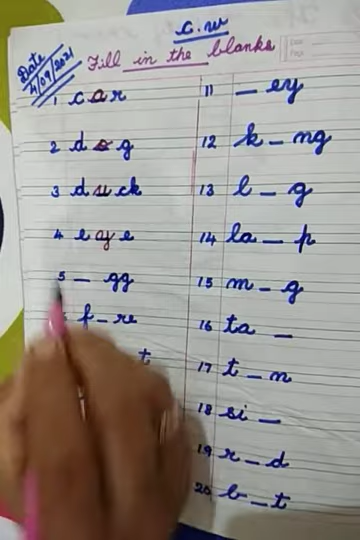 C.W
Date
4/09/2021
Fill in the blanks
1 car
2 dog
3 duck
4 eye
5 _ gg
f _ re
t
11 _ ey
12 k _ ng
13 l _ g
14 la _ p
15 m _ g
16 ta _
17 t _ n
18 si _
19 r _ d
20 b _ t